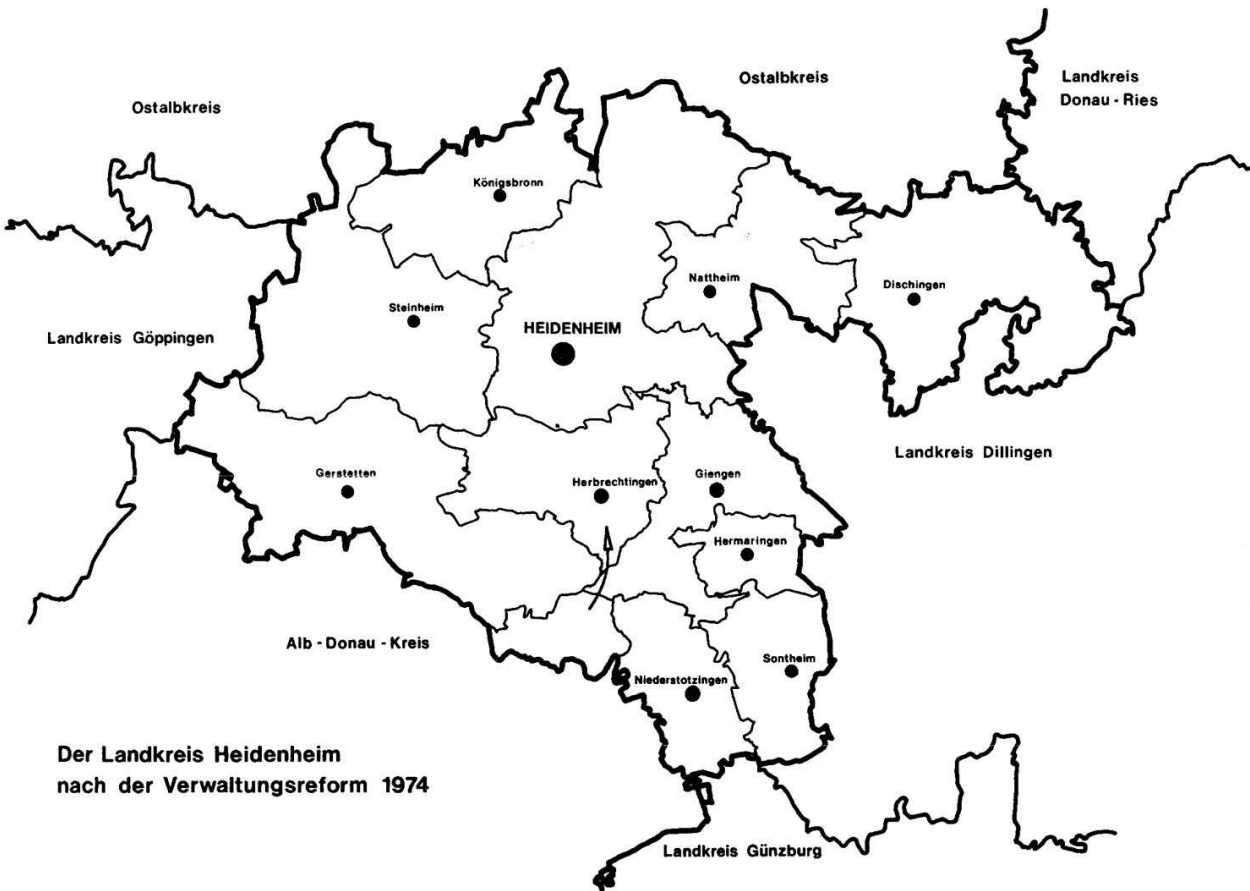 Ostalbkreis
Landkreis
Donau - Ries
Ostalbkreis
Königsbronn
Nattheim
Dischingen
Steinheim
HEIDENHEIM
Landkreis Göppingen
Landkreis Dillingen
Gerstetten
Herbrechtingen
Giengen
Hermaringen
Alb - Donau - Kreis
Sontheim
Niederstotzingen
Der Landkreis Heidenheim
nach der Verwaltungsreform 1974
Landkreis Günzburg